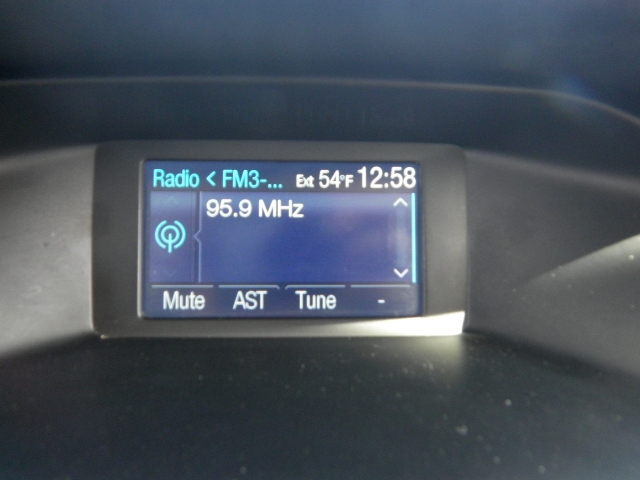 Radio < FM3-... Ext 54°F 12:58
95.9 MHz
Mute AST Tune -